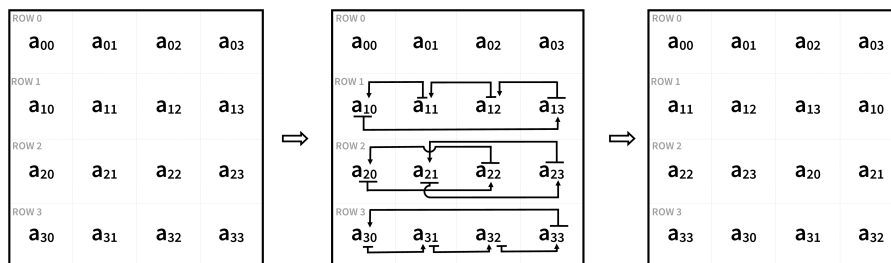 ROW 0
a₀₀ a₀₁ a₀₂ a₀₃
ROW 1
a₁₀ a₁₁ a₁₂ a₁₃
ROW 2
a₂₀ a₂₁ a₂₂ a₂₃
ROW 3
a₃₀ a₃₁ a₃₂ a₃₃
ROW 0
a₀₀ a₀₁ a₀₂ a₀₃
ROW 1
a₁₀ a₁₁ a₁₂ a₁₃
ROW 2
a₂₀ a₂₁ a₂₂ a₂₃
ROW 3
a₃₀ a₃₁ a₃₂ a₃₃
ROW 0
a₀₀ a₀₁ a₀₂ a₀₃
ROW 1
a₁₁ a₁₂ a₁₃ a₁₀
ROW 2
a₂₂ a₂₃ a₂₀ a₂₁
ROW 3
a₃₃ a₃₀ a₃₁ a₃₂